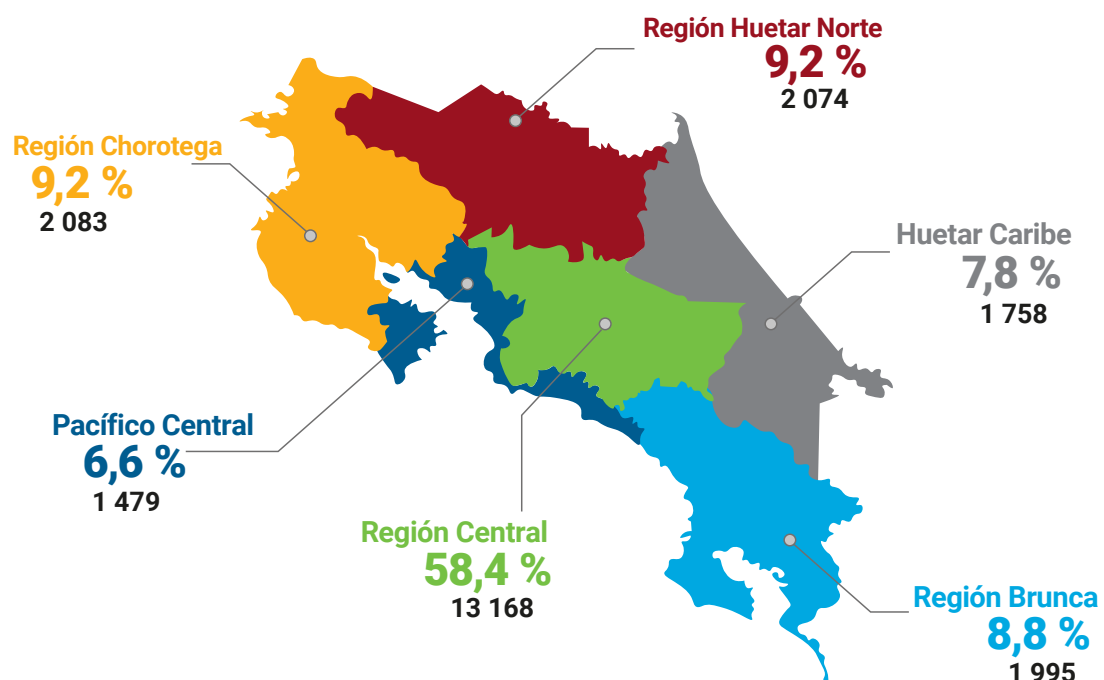 Región Huetar Norte
9,2 %
2 074
Región Chorotega
9,2 %
2 083
Huetar Caribe
7,8 %
1 758
Pacífico Central
6,6 %
1 479
Región Central
58,4 %
13 168
Región Brunca
8,8 %
1 995